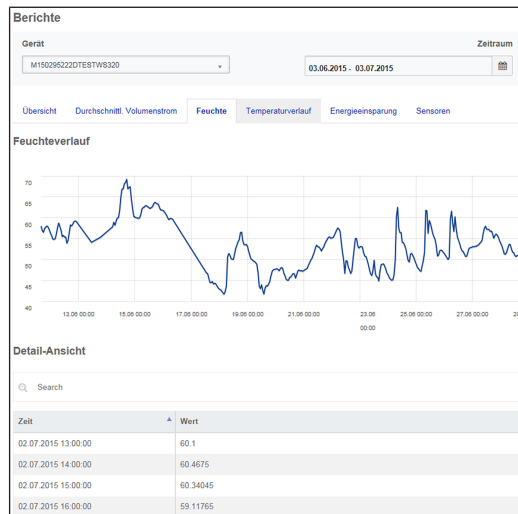 Berichte
Gerät Zeitraum
M150295222DTESTWS320 03.06.2015 - 03.07.2015
Übersicht Durchschnittl. Volumenstrom Feuchte Temperaturverlauf Energieeinsparung Sensoren
Feuchteverlauf
70
65
60
55
50
45
40
13.06 00:00 15.06 00:00 17.06 00:00 19.06 00:00 21.06 00:00 23.06 25.06 00:00 27.06 00:00
00:00
Detail-Ansicht
Search
Zeit Wert
02.07.2015 13:00:00 60.1
02.07.2015 14:00:00 60.4675
02.07.2015 15:00:00 60.34045
02.07.2015 16:00:00 59.11765